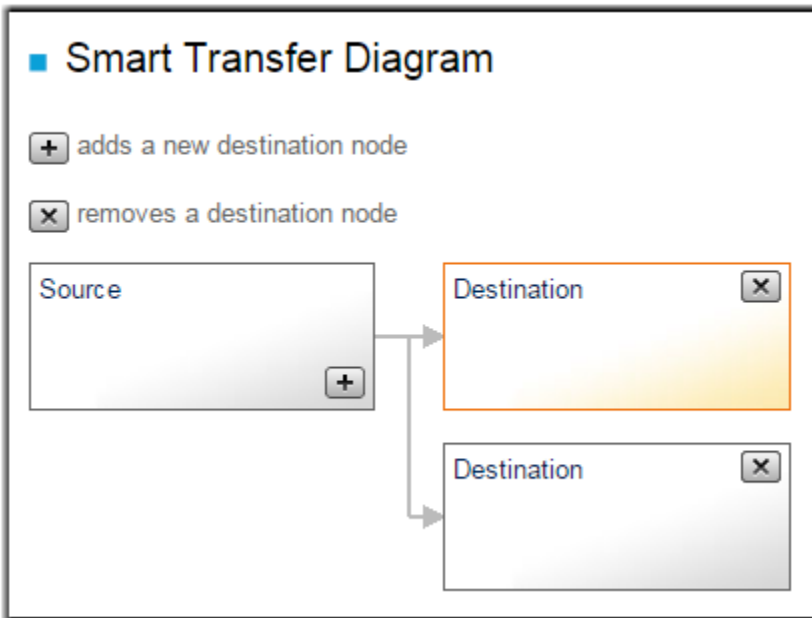 Smart Transfer Diagram
+ adds a new destination node
× removes a destination node
Source
Destination
Destination